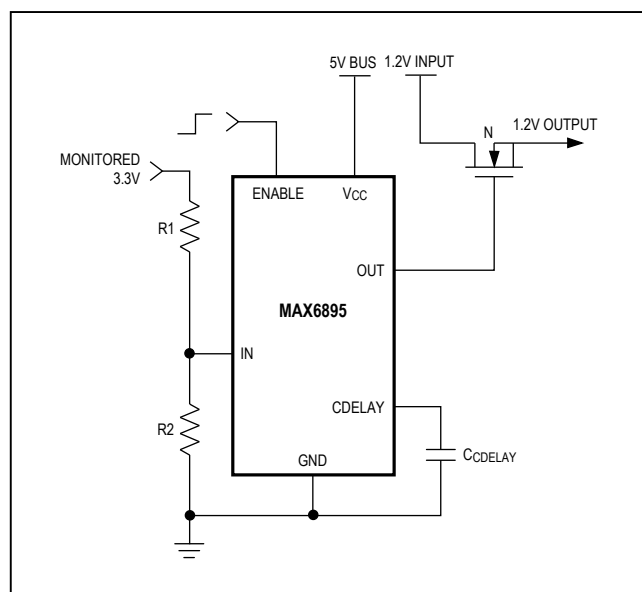 5V BUS
1.2V INPUT
N
1.2V OUTPUT
MONITORED
3.3V
ENABLE
VCC
R1
OUT
MAX6895
IN
CDELAY
R2
CCDELAY
GND